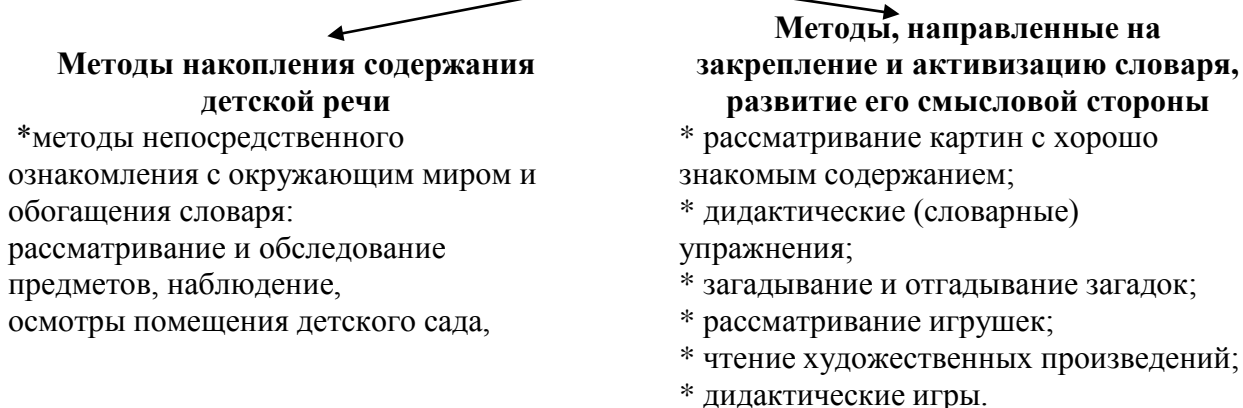 Методы накопления содержания
детской речи
*методы непосредственного
ознакомления с окружающим миром и
обогащения словаря:
рассматривание и обследование
предметов, наблюдение,
осмотры помещения детского сада,
Методы, направленные на
закрепление и активизацию словаря,
развитие его смысловой стороны
* рассматривание картин с хорошо
знакомым содержанием;
* дидактические (словарные)
упражнения;
* загадывание и отгадывание загадок;
* рассматривание игрушек;
* чтение художественных произведений;
* дидактические игры.